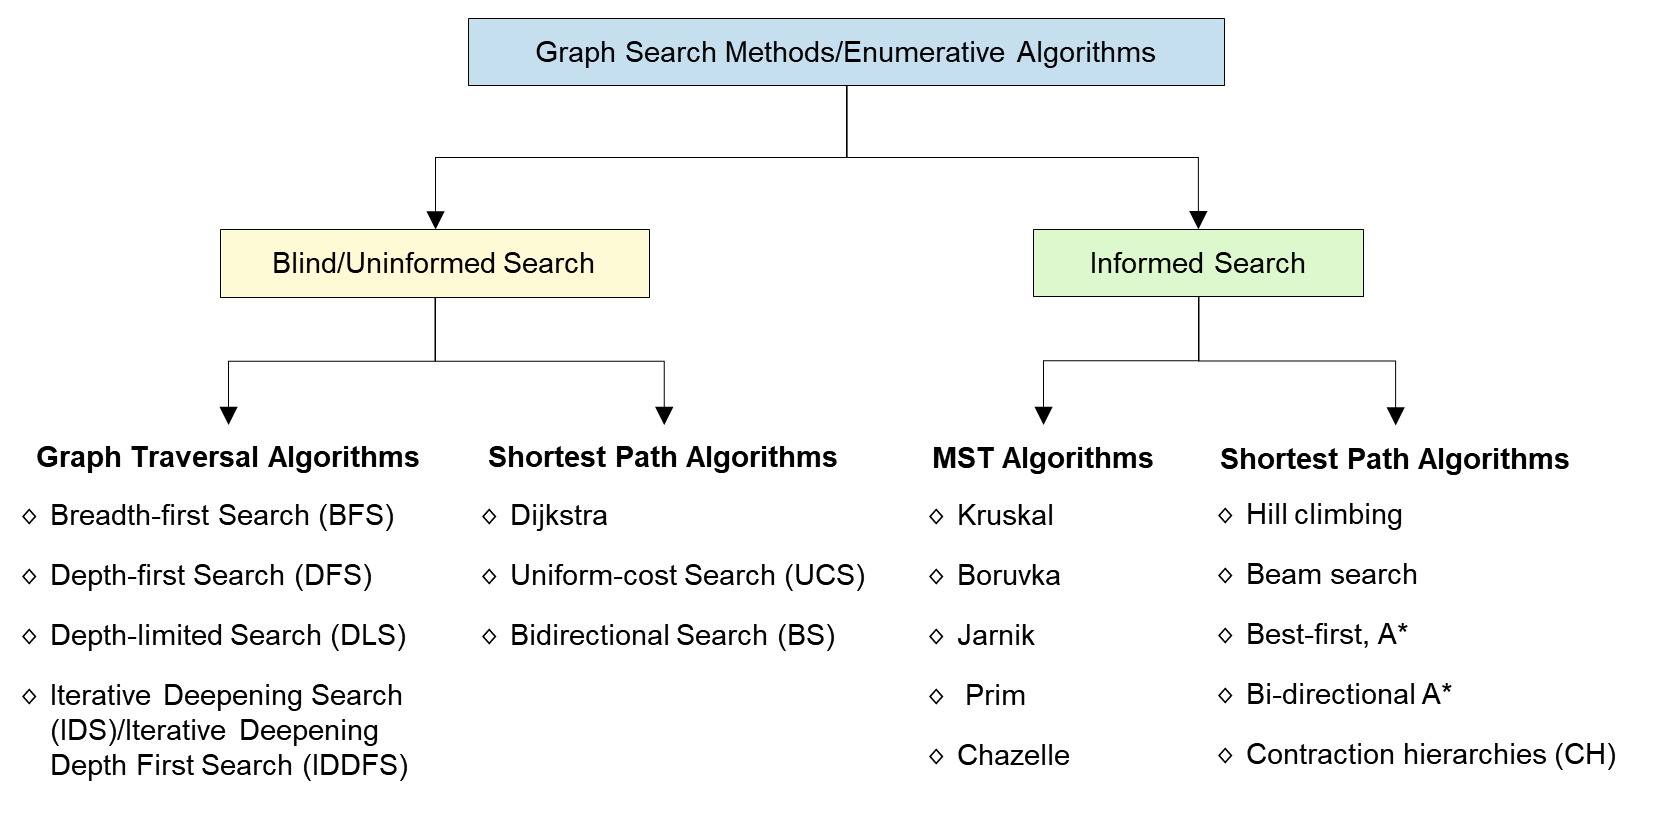 Graph Search Methods/Enumerative Algorithms
Blind/Uninformed Search
Informed Search
Graph Traversal Algorithms
◇ Breadth-first Search (BFS)
◇ Depth-first Search (DFS)
◇ Depth-limited Search (DLS)
◇ Iterative Deepening Search
(IDS)/Iterative Deepening
Depth First Search (IDDFS)
Shortest Path Algorithms
◇ Dijkstra
◇ Uniform-cost Search (UCS)
◇ Bidirectional Search (BS)
MST Algorithms
◇ Kruskal
◇ Boruvka
◇ Jarnik
◇ Prim
◇ Chazelle
Shortest Path Algorithms
◇ Hill climbing
◇ Beam search
◇ Best-first, A*
◇ Bi-directional A*
◇ Contraction hierarchies (CH)